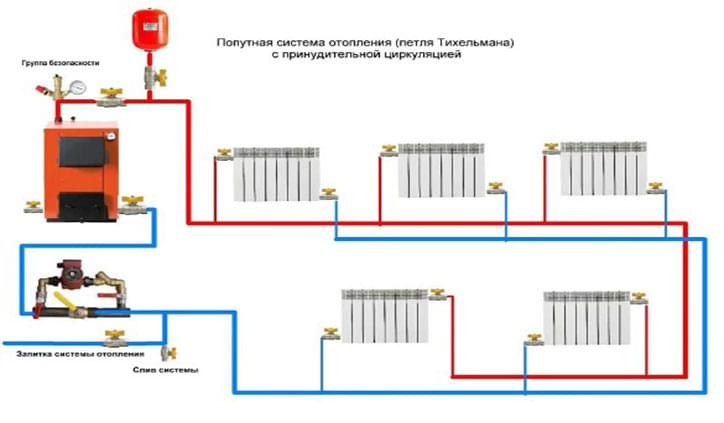 Попутная система отопления (петля Тихельмана)
с принудительной циркуляцией
Группа безопасности
Запитка системы отопления
Слив системы